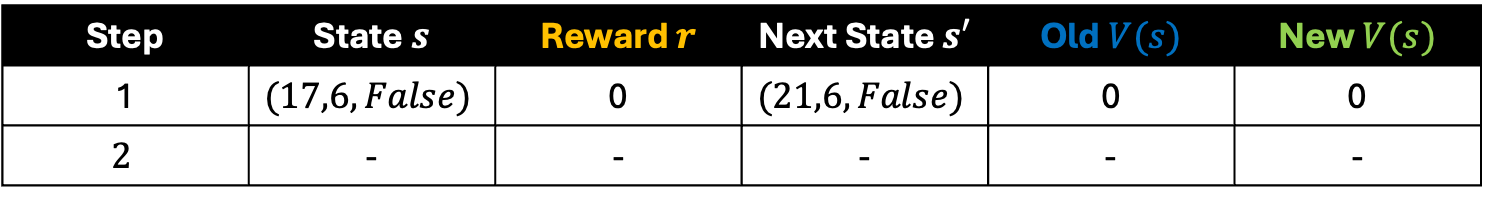 Step State s Reward r Next State s′ Old V(s) New V(s)
1 (17,6, False) 0 (21,6, False) 0 0
2 - - - - -